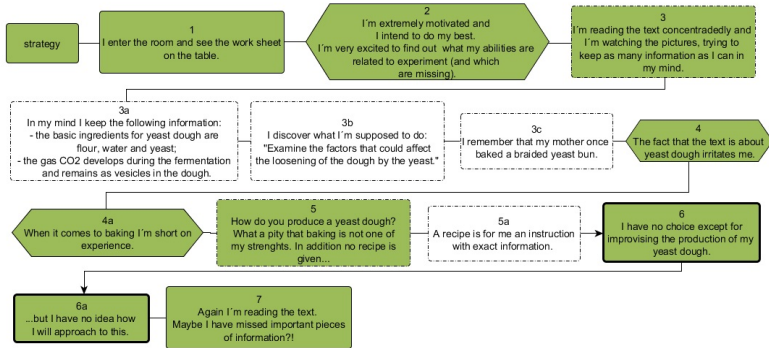 strategy
1
I enter the room and see the work sheet
on the table.
2
I´m extremely motivated and
I intend to do my best.
I´m very excited to find out what my abilities are
related to experiment (and which
are missing).
3
I´m reading the text concentradedly and
I´m watching the pictures, trying to
keep as many information as I can in
my mind.
3a
In my mind I keep the following information:
- the basic ingredients for yeast dough are
flour, water and yeast;
- the gas CO2 develops during the fermentation
and remains as vesicles in the dough.
3b
I discover what I´m supposed to do:
"Examine the factors that could affect
the loosening of the dough by the yeast."
3c
I remember that my mother once
baked a braided yeast bun.
4
The fact that the text is about
yeast dough irritates me.
4a
When it comes to baking I´m short on
experience.
5
How do you produce a yeast dough?
What a pity that baking is not one of
my strenghts. In addition no recipe is
given...
5a
A recipe is for me an instruction
with exact information.
6
I have no choice except for
improvising the production of my
yeast dough.
6a
...but I have no idea how
I will approach to this.
7
Again I´m reading the text.
Maybe I have missed important pieces
of information?!